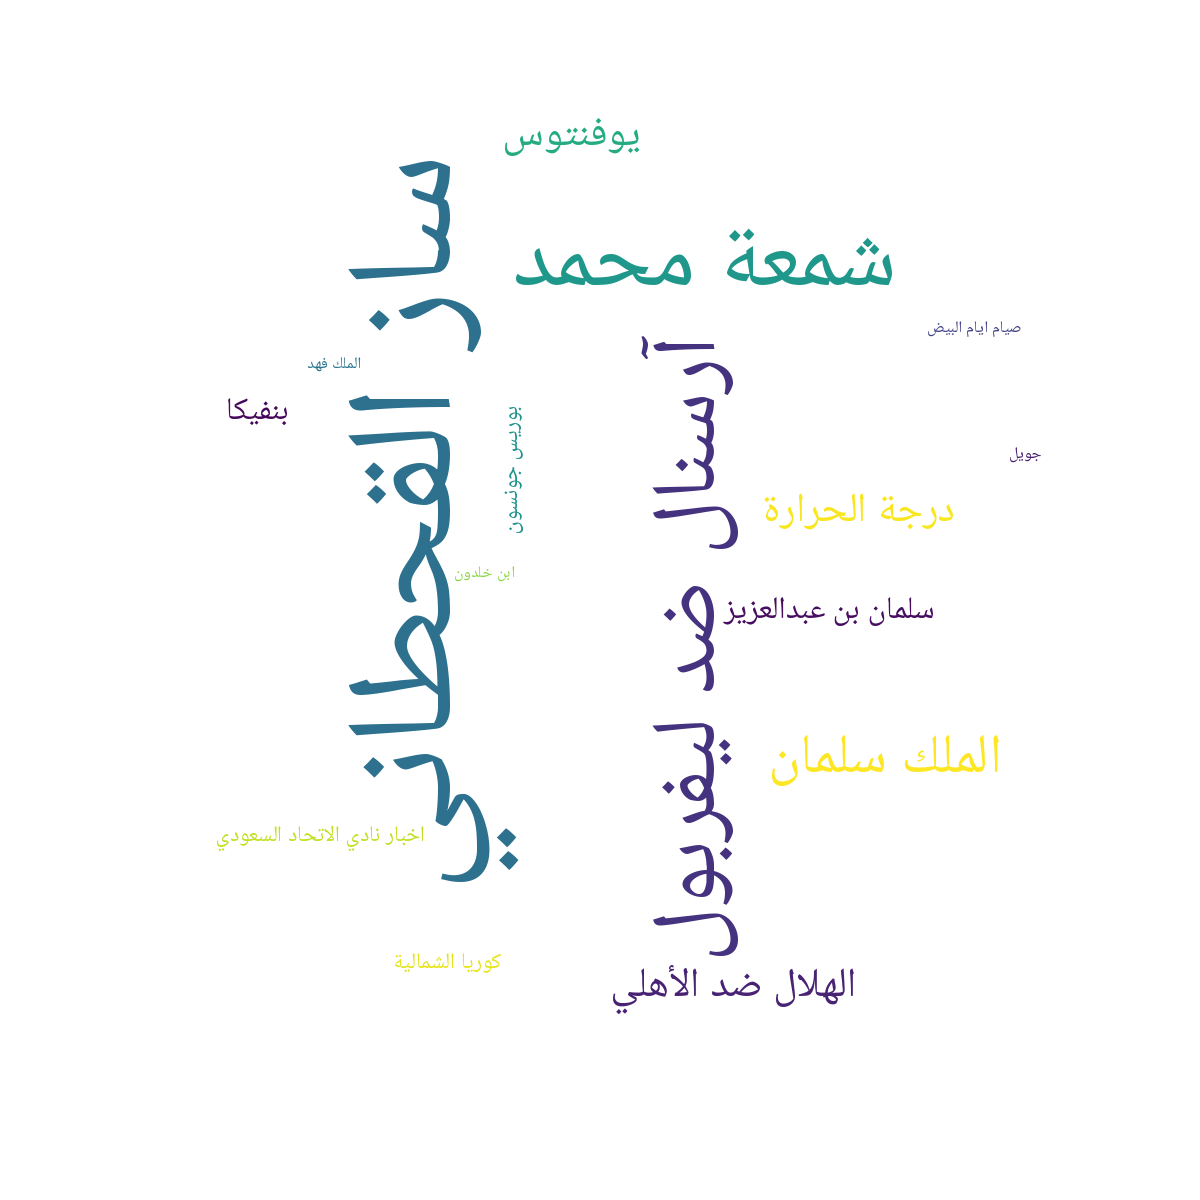 يوفنتوس
ساز القحطاني
شمعة محمد
صيام ايام البيض
آرسنال ضد ليفربول
الملك فهد
بنفيكا
بوريس جونسون
جويل
درجة الحرارة
ابن خلدون
سلمان بن عبدالعزيز
الملك سلمان
اخبار نادي الاتحاد السعودي
كوريا الشمالية
الهلال ضد الأهلي